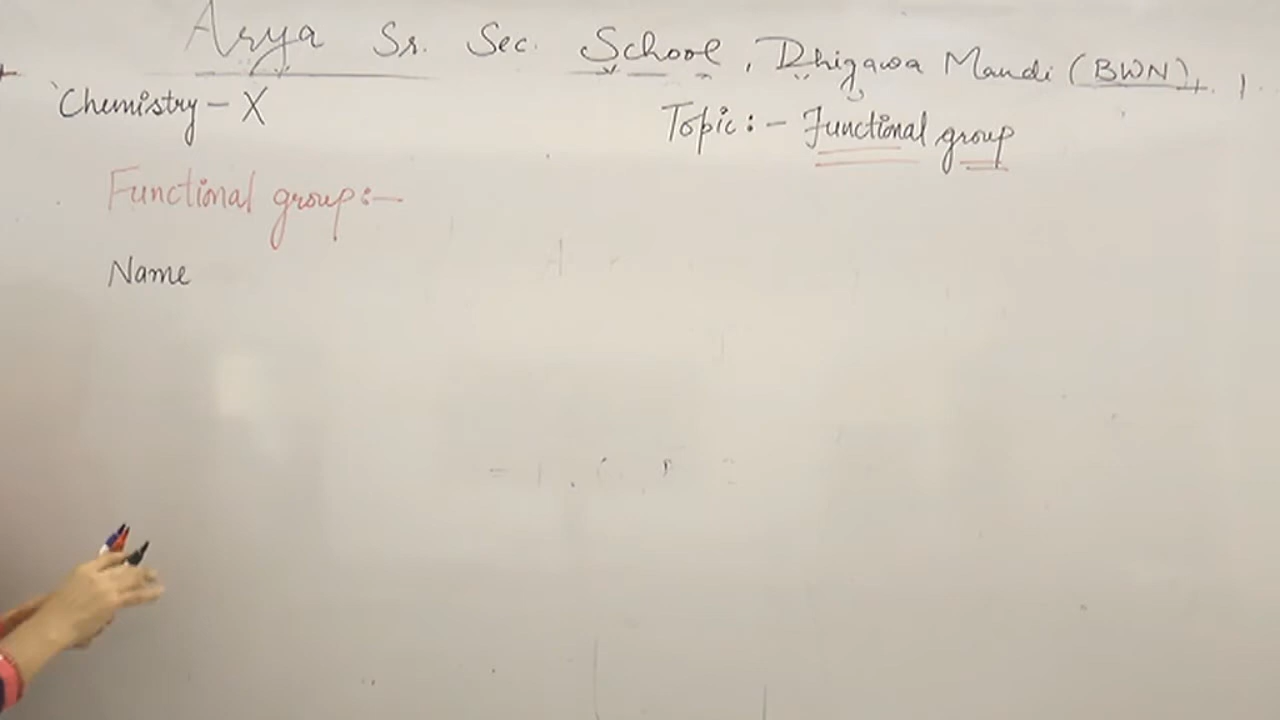 Arya Sr. Sec. School, Dhigawa Mandi (BWN)
Chemistry - X
Topic :- Functional group
Functional group :-
Name